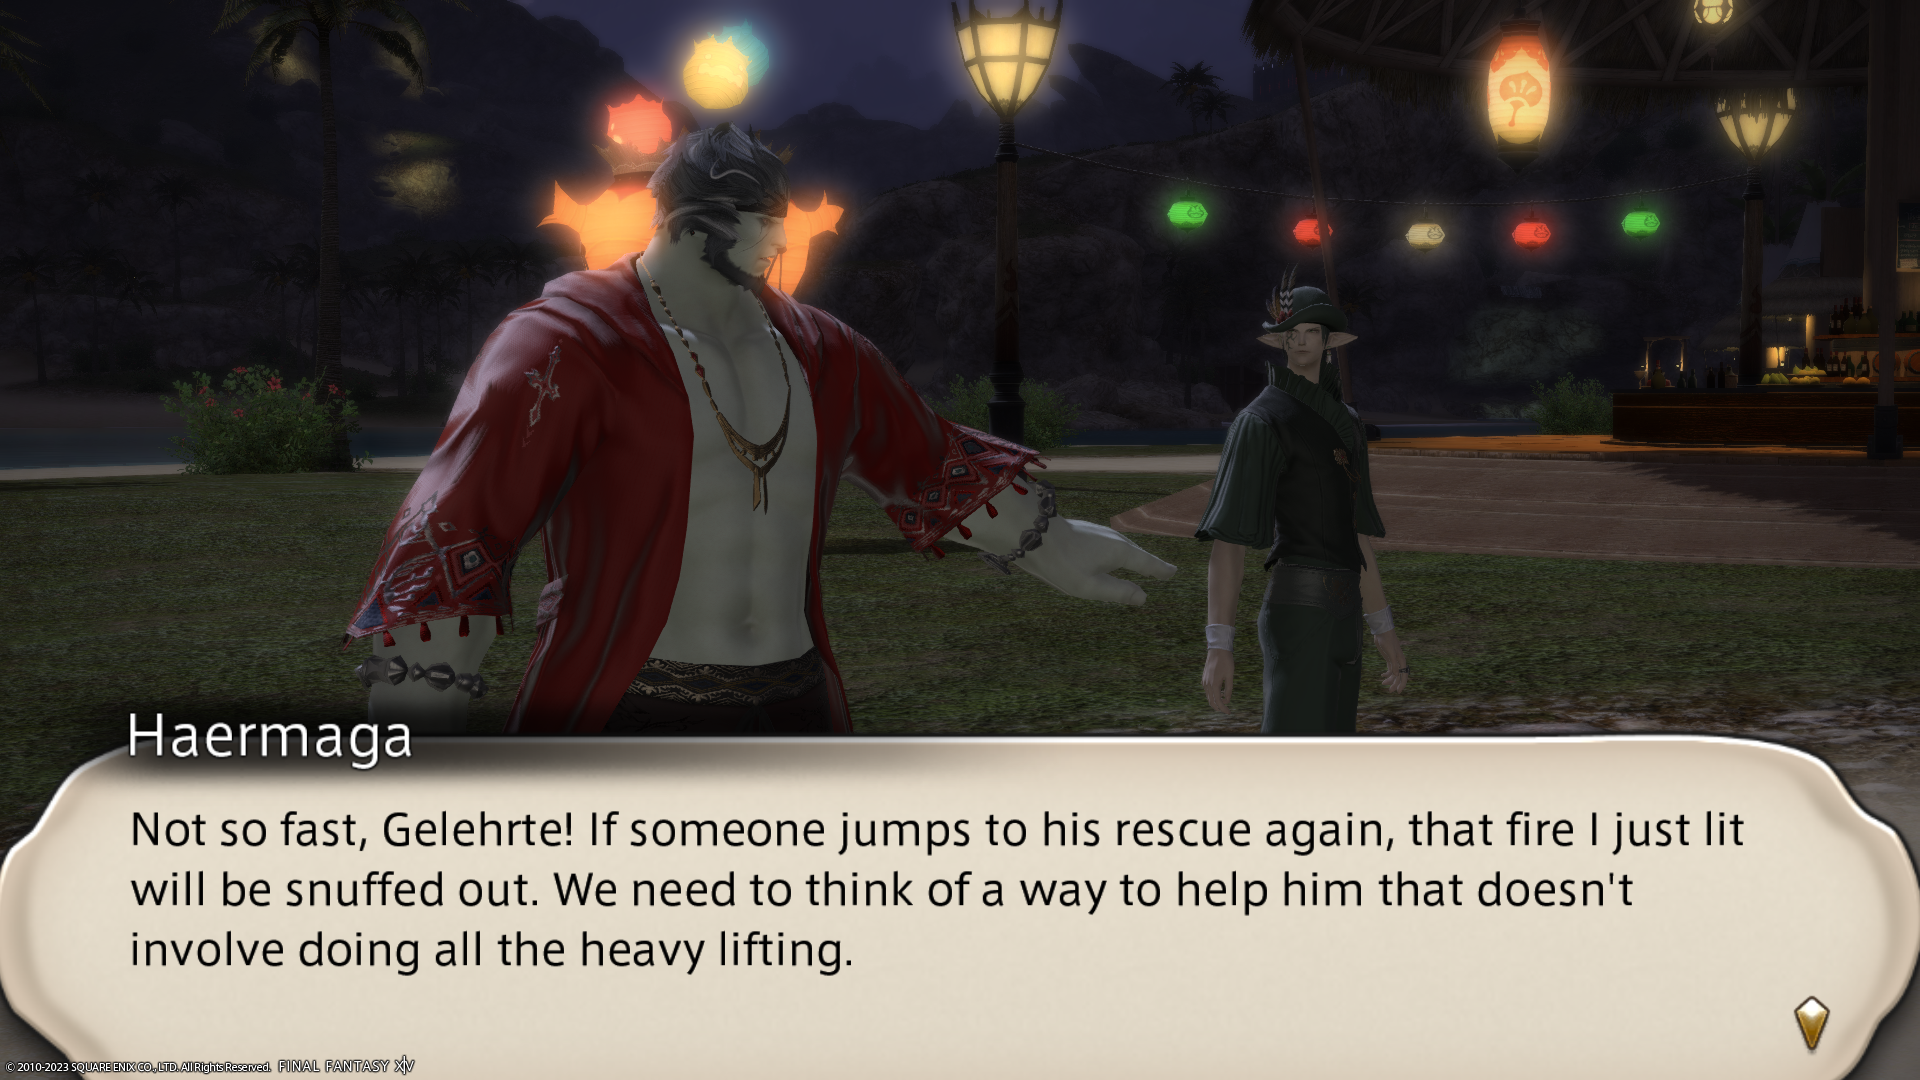 Haermaga
Not so fast, Gelehrte! If someone jumps to his rescue again, that fire I just lit
will be snuffed out. We need to think of a way to help him that doesn't
involve doing all the heavy lifting.
© 2010-2023 SQUARE ENIX CO., LTD. All Rights Reserved. FINAL FANTASY XIV